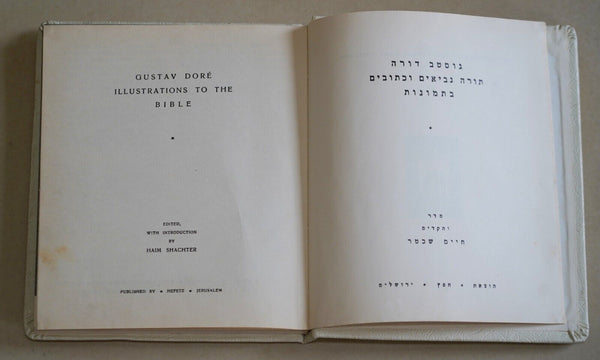 GUSTAV DORÉ
ILLUSTRATIONS TO THE
BIBLE
*
EDITED,
WITH INTRODUCTION
BY
HAIM SHACHTER
PUBLISHED BY * HEFETZ * JERUSALEM
גוסטב דורה
תורה נביאים וכתובים
בתמונות
*
סדר
והקדים
חיים שכטר
הוצאת * חפץ * ירושלים